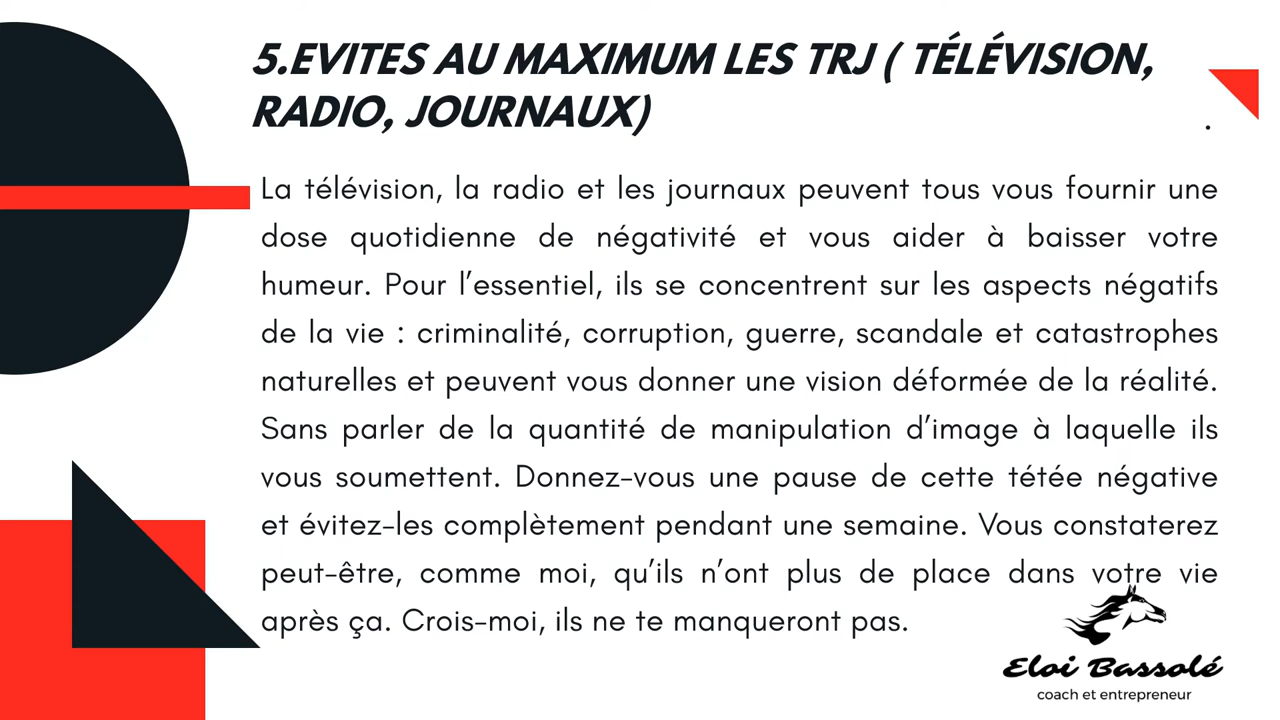 5.EVITES AU MAXIMUM LES TRJ ( TÉLÉVISION,
RADIO, JOURNAUX)
.
La télévision, la radio et les journaux peuvent tous vous fournir une
dose quotidienne de négativité et vous aider à baisser votre
humeur. Pour l’essentiel, ils se concentrent sur les aspects négatifs
de la vie : criminalité, corruption, guerre, scandale et catastrophes
naturelles et peuvent vous donner une vision déformée de la réalité.
Sans parler de la quantité de manipulation d’image à laquelle ils
vous soumettent. Donnez-vous une pause de cette tétée négative
et évitez-les complètement pendant une semaine. Vous constaterez
peut-être, comme moi, qu’ils n’ont plus de place dans votre vie
après ça. Crois-moi, ils ne te manqueront pas.
Eloi Bassolé
coach et entrepreneur